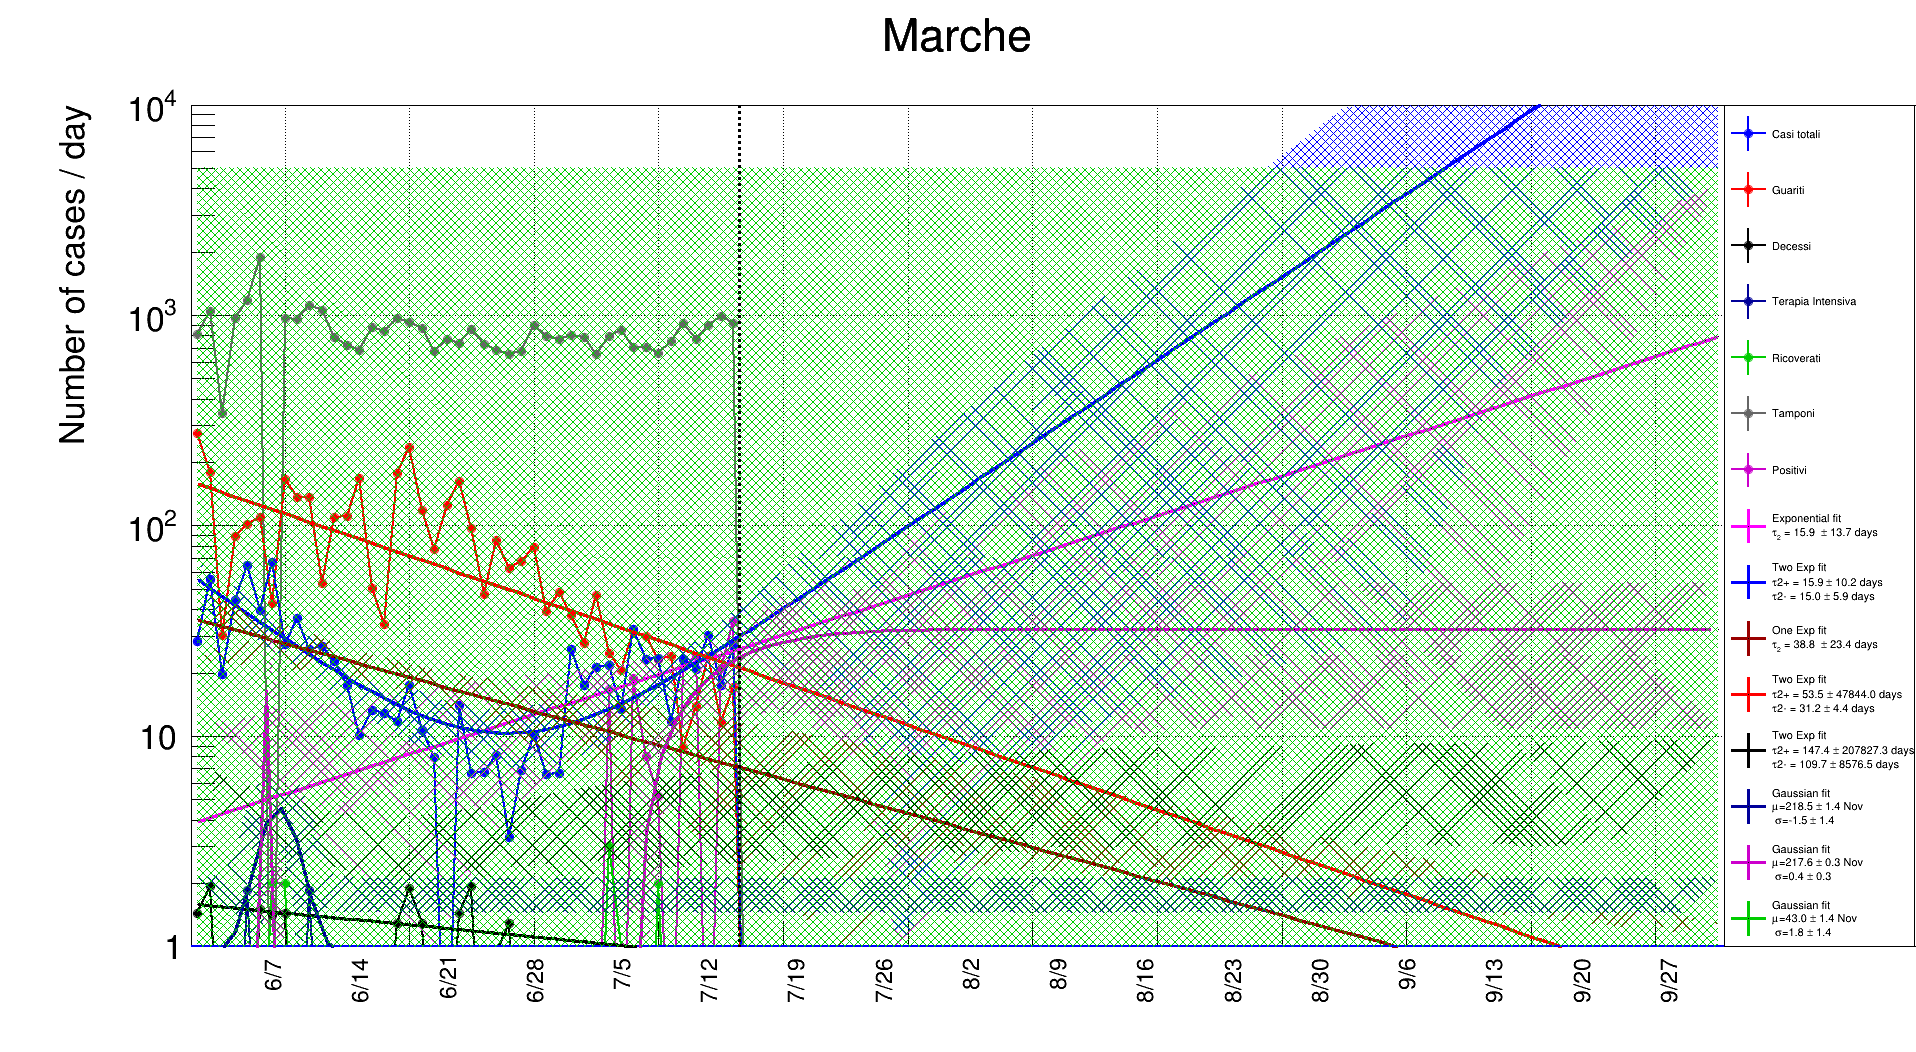 Marche
Number of cases / day
10^4
10^3
10^2
10
1
6/7
6/14
6/21
6/28
7/5
7/12
7/19
7/26
8/2
8/9
8/16
8/23
8/30
9/6
9/13
9/20
9/27
Casi totali
Guariti
Decessi
Terapia Intensiva
Ricoverati
Tamponi
Positivi
Exponential fit
τ₂ = 15.9 ± 13.7 days
Two Exp fit
τ2+ = 15.9 ± 10.2 days
τ2- = 15.0 ± 5.9 days
One Exp fit
τ₂ = 38.8 ± 23.4 days
Two Exp fit
τ2+ = 53.5 ± 47844.0 days
τ2- = 31.2 ± 4.4 days
Two Exp fit
τ2+ = 147.4 ± 207827.3 days
τ2- = 109.7 ± 8576.5 days
Gaussian fit
μ=218.5 ± 1.4 Nov
σ=-1.5 ± 1.4
Gaussian fit
μ=217.6 ± 0.3 Nov
σ=0.4 ± 0.3
Gaussian fit
μ=43.0 ± 1.4 Nov
σ=1.8 ± 1.4